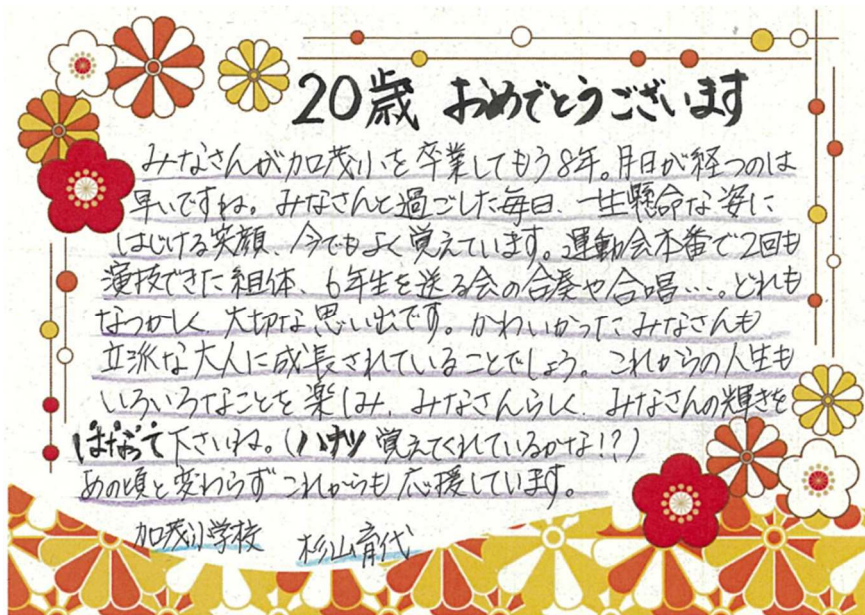 20歳 おめでとうございます
みなさんが加茂小を卒業してもう8年。月日が経つのは
早いですね。みなさんと過ごした毎日、一生懸命な姿に
はじける笑顔、今でもよく覚えています。運動会本番で2回も
演技できた組体、6年生を送る会の合奏や合唱…。どれも
なつかしく、大切な思い出です。かわいかったみなさんも
立派な大人に成長されていることでしょう。これからの人生も
いろいろなことを楽しみ、みなさんらしく、みなさんの輝きを
はなって下さいね。(ハナツ 覚えてくれているかな!?)
あの頃と変わらずこれからも応援しています。
加茂小学校 杉山育代